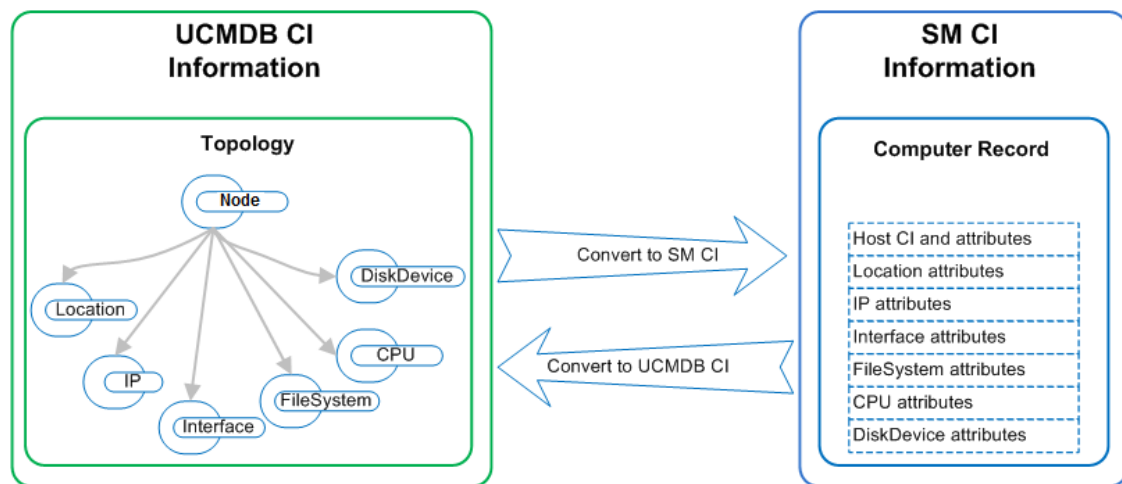 UCMDB CI
Information
Topology
Node
DiskDevice
Location
CPU
IP
FileSystem
Interface
Convert to SM CI
Convert to UCMDB CI
SM CI
Information
Computer Record
Host CI and attributes
Location attributes
IP attributes
Interface attributes
FileSystem attributes
CPU attributes
DiskDevice attributes